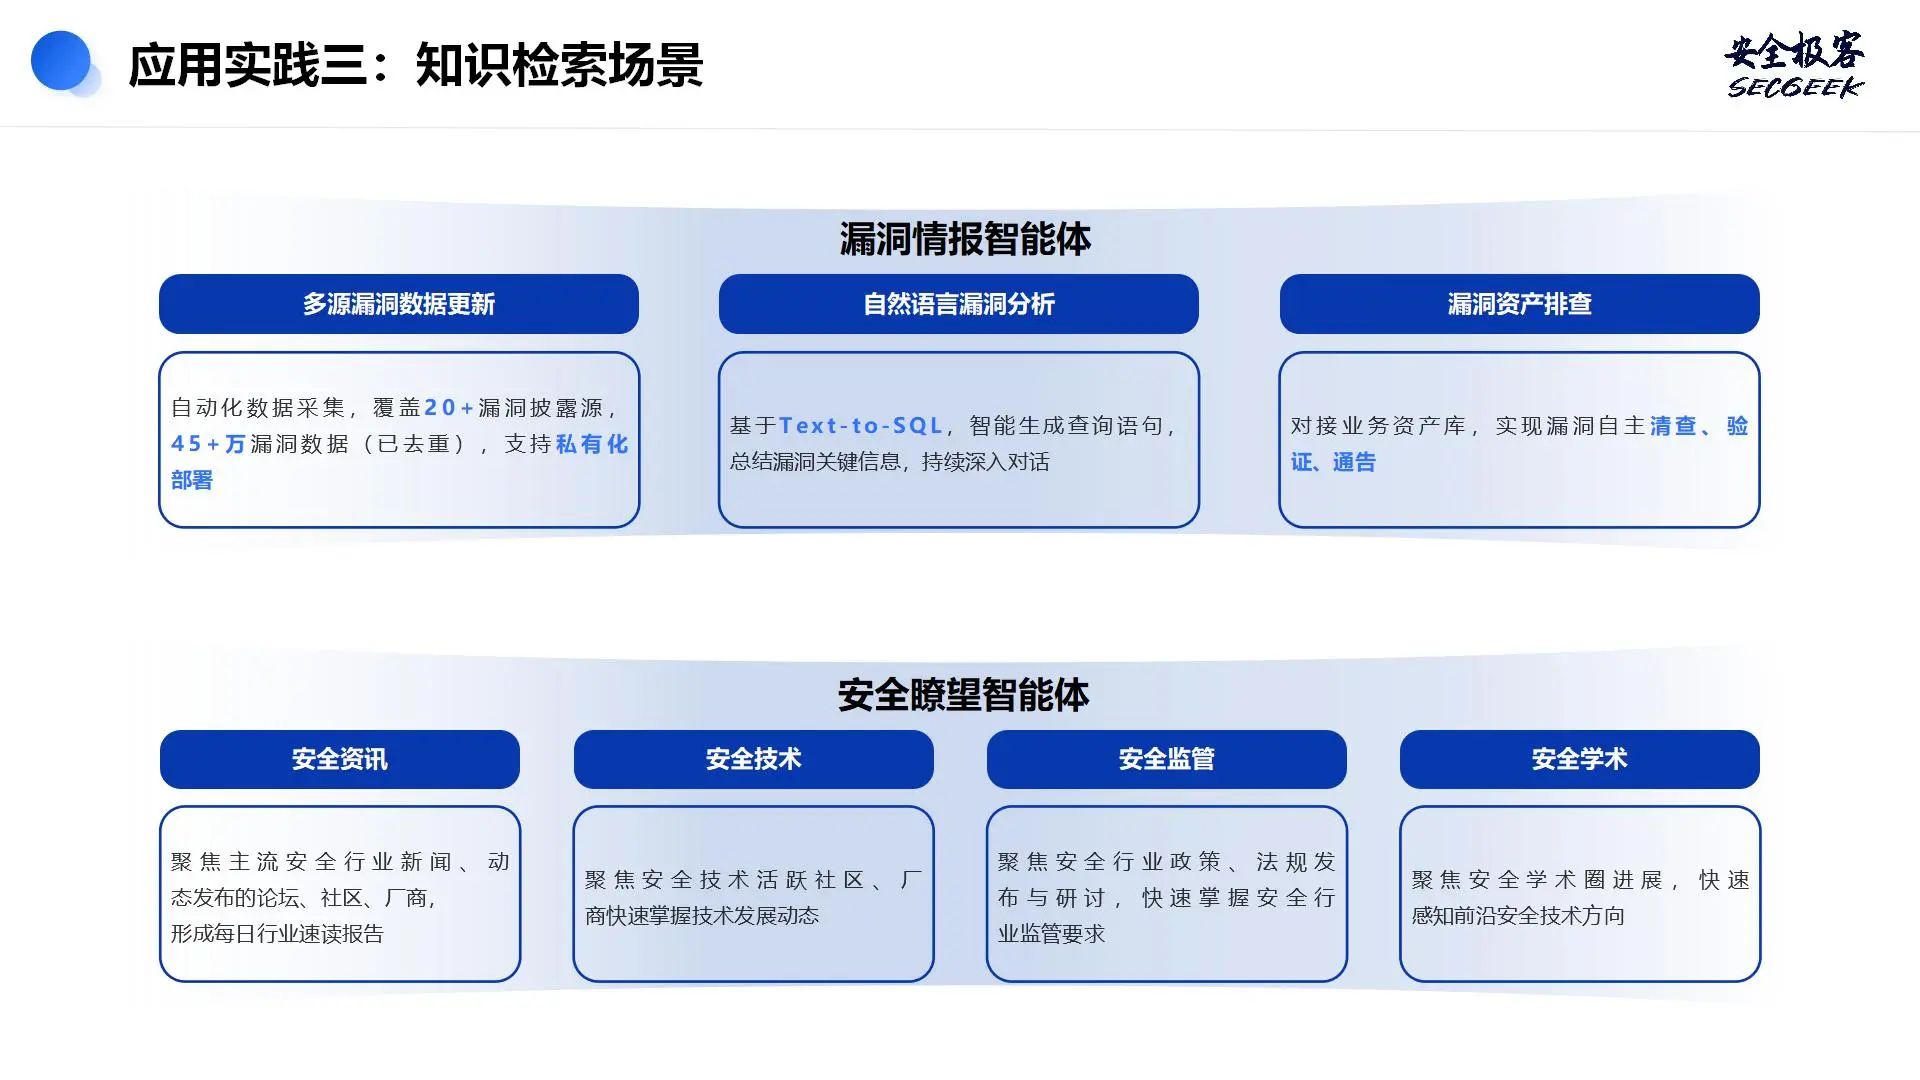 应用实践三：知识检索场景
安全极客
SECGEEK
漏洞情报智能体
多源漏洞数据更新
自然语言漏洞分析
漏洞资产排查
自动化数据采集，覆盖20+漏洞披露源，
45+万漏洞数据（已去重），支持私有化
部署
基于Text-to-SQL，智能生成查询语句，
总结漏洞关键信息，持续深入对话
对接业务资产库，实现漏洞自主清查、验
证、通告
安全瞭望智能体
安全资讯
安全技术
安全监管
安全学术
聚焦主流安全行业新闻、动
态发布的论坛、社区、厂商，
形成每日行业速读报告
聚焦安全技术活跃社区、厂
商快速掌握技术发展动态
聚焦安全行业政策、法规发
布与研讨，快速掌握安全行
业监管要求
聚焦安全学术圈进展，快速
感知前沿安全技术方向